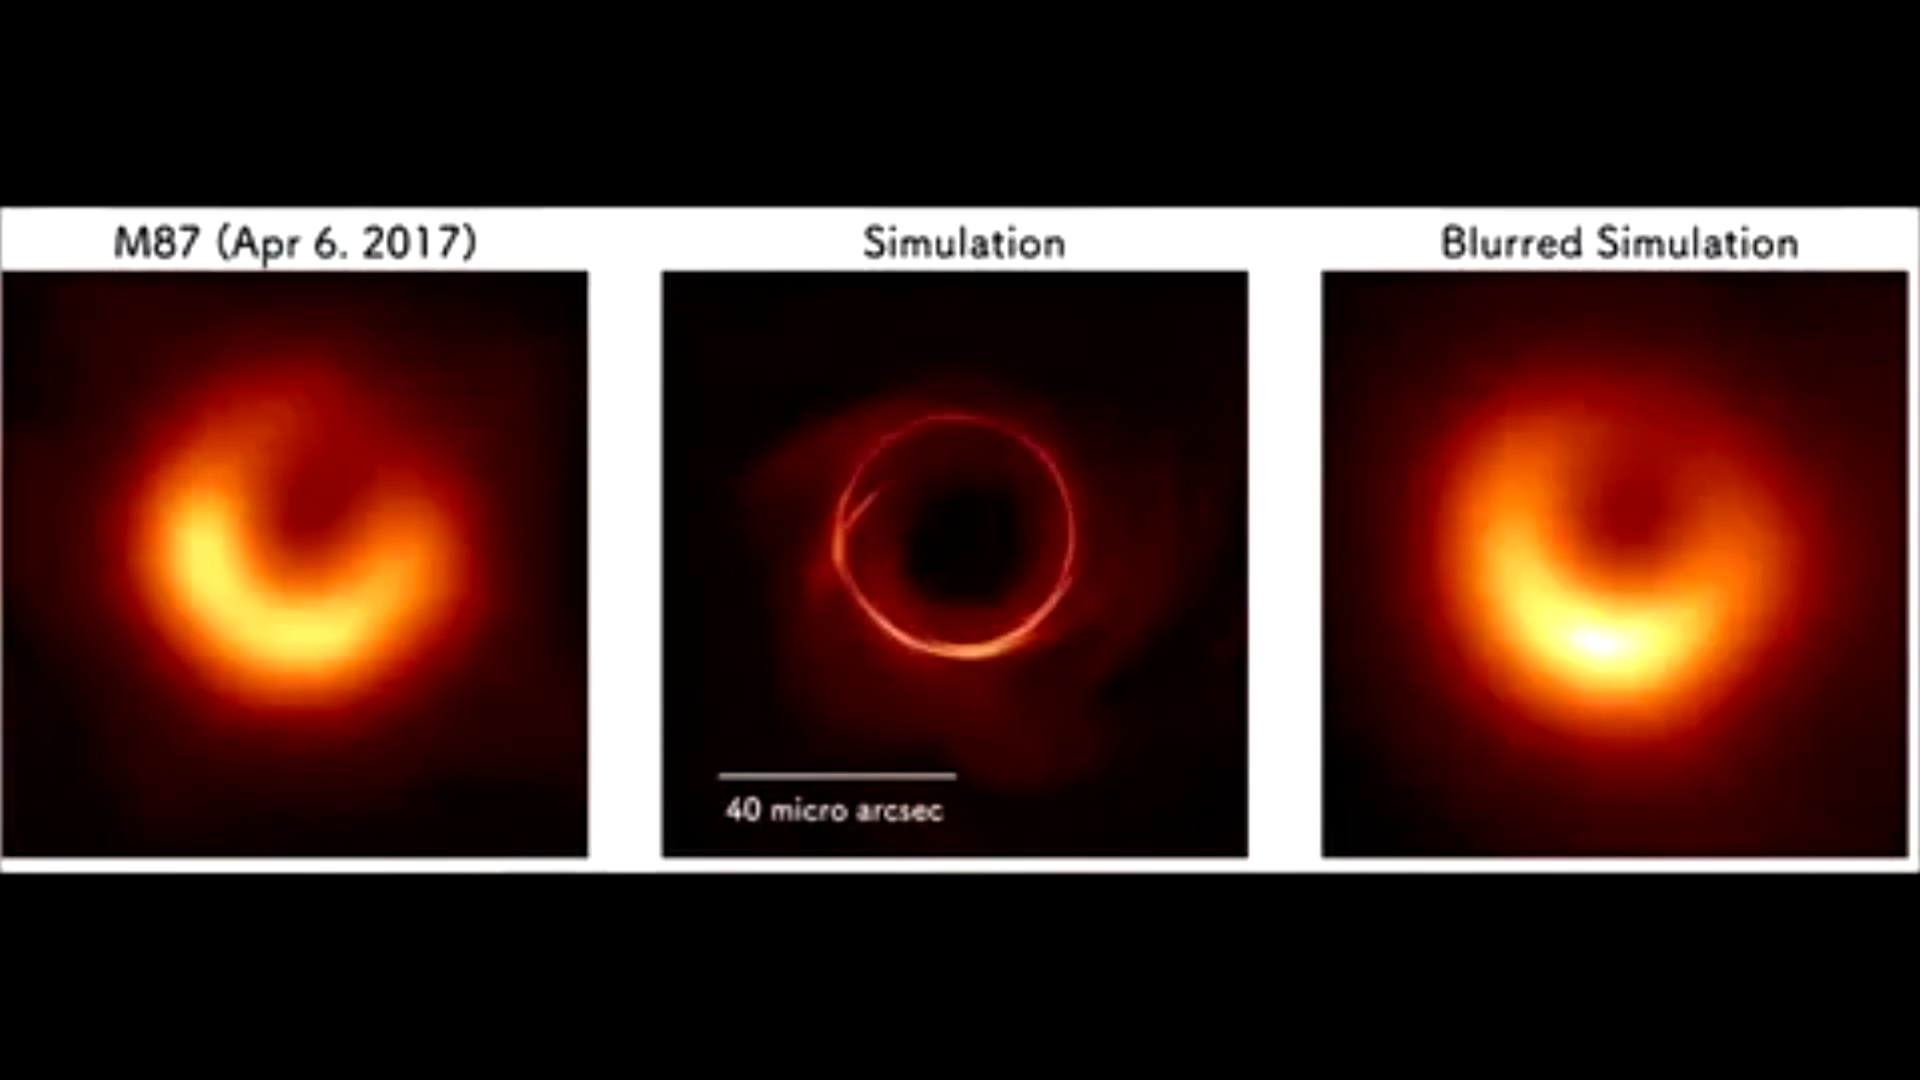 M87 (Apr 6. 2017)
Simulation
Blurred Simulation
40 micro arcsec